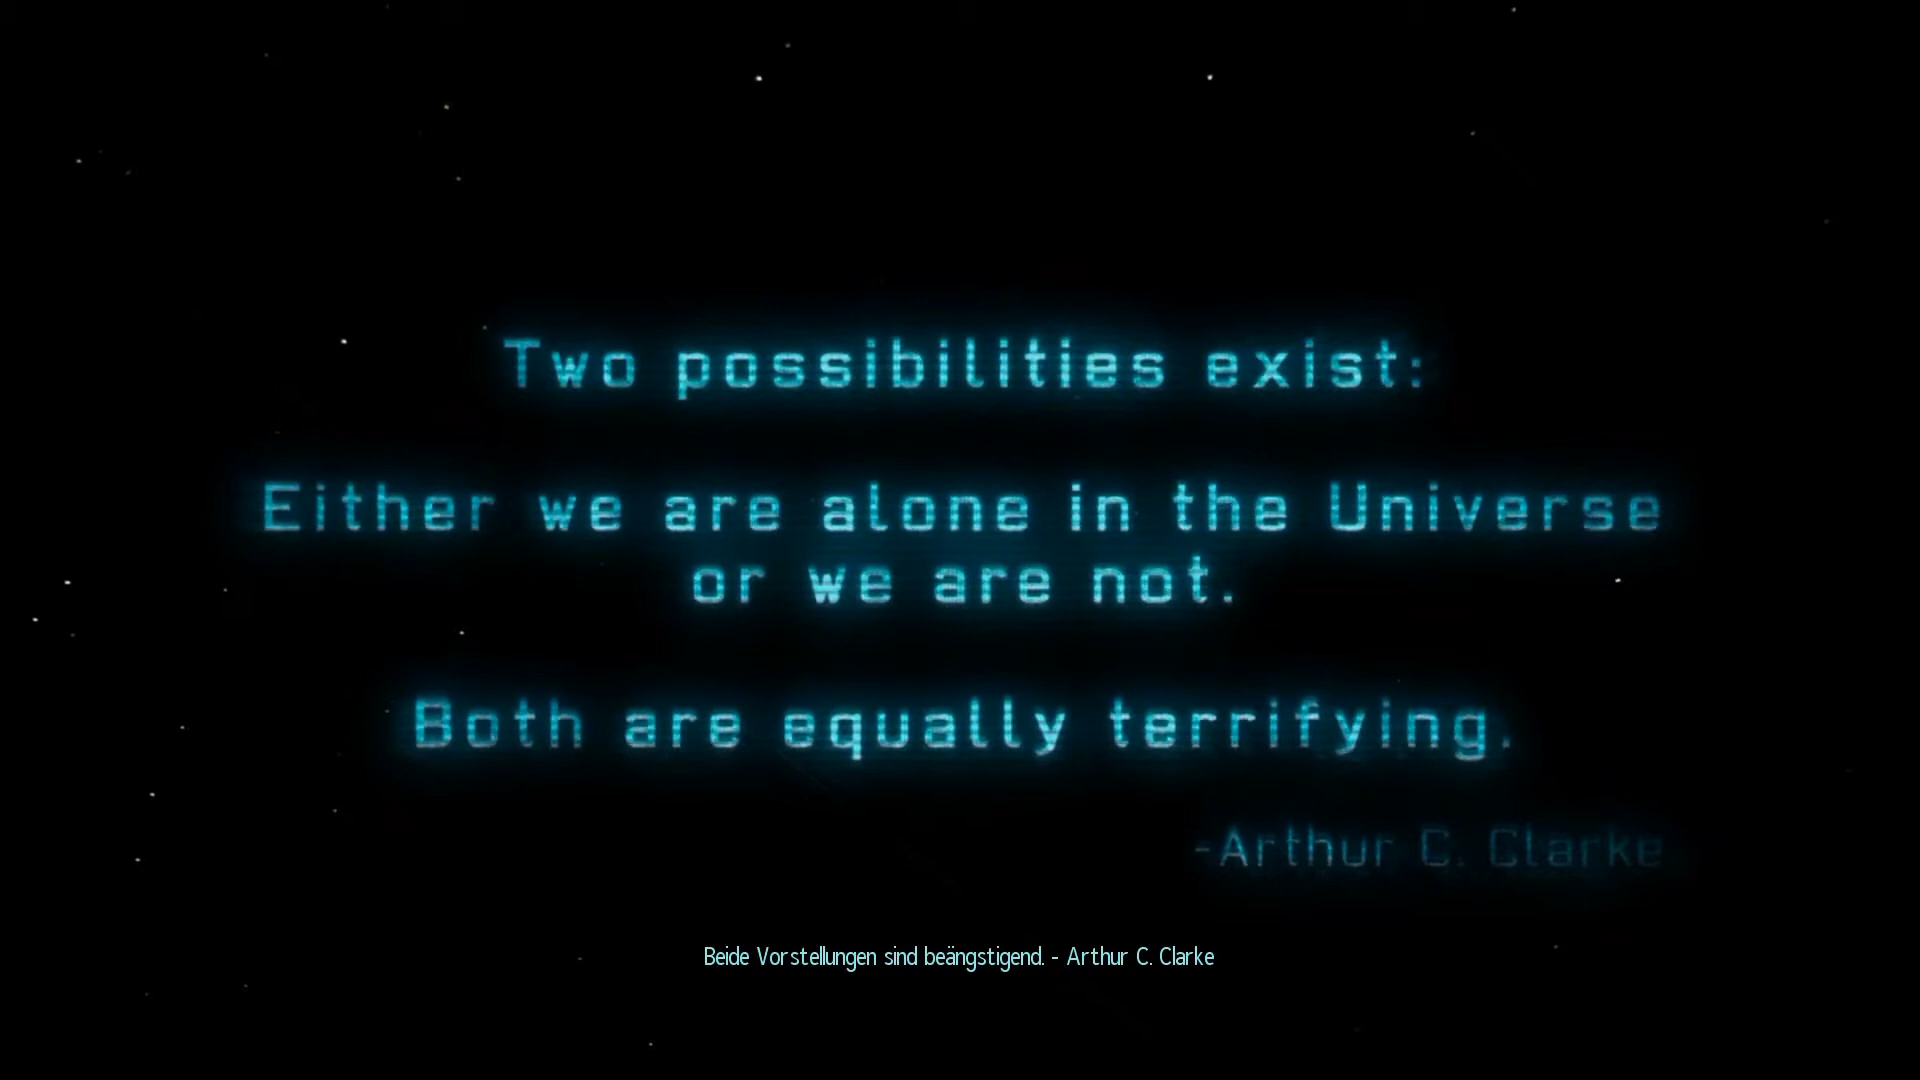 Two possibilities exist:
Either we are alone in the Universe
or we are not.
Both are equally terrifying.
-Arthur C. Clarke
Beide Vorstellungen sind beängstigend. - Arthur C. Clarke